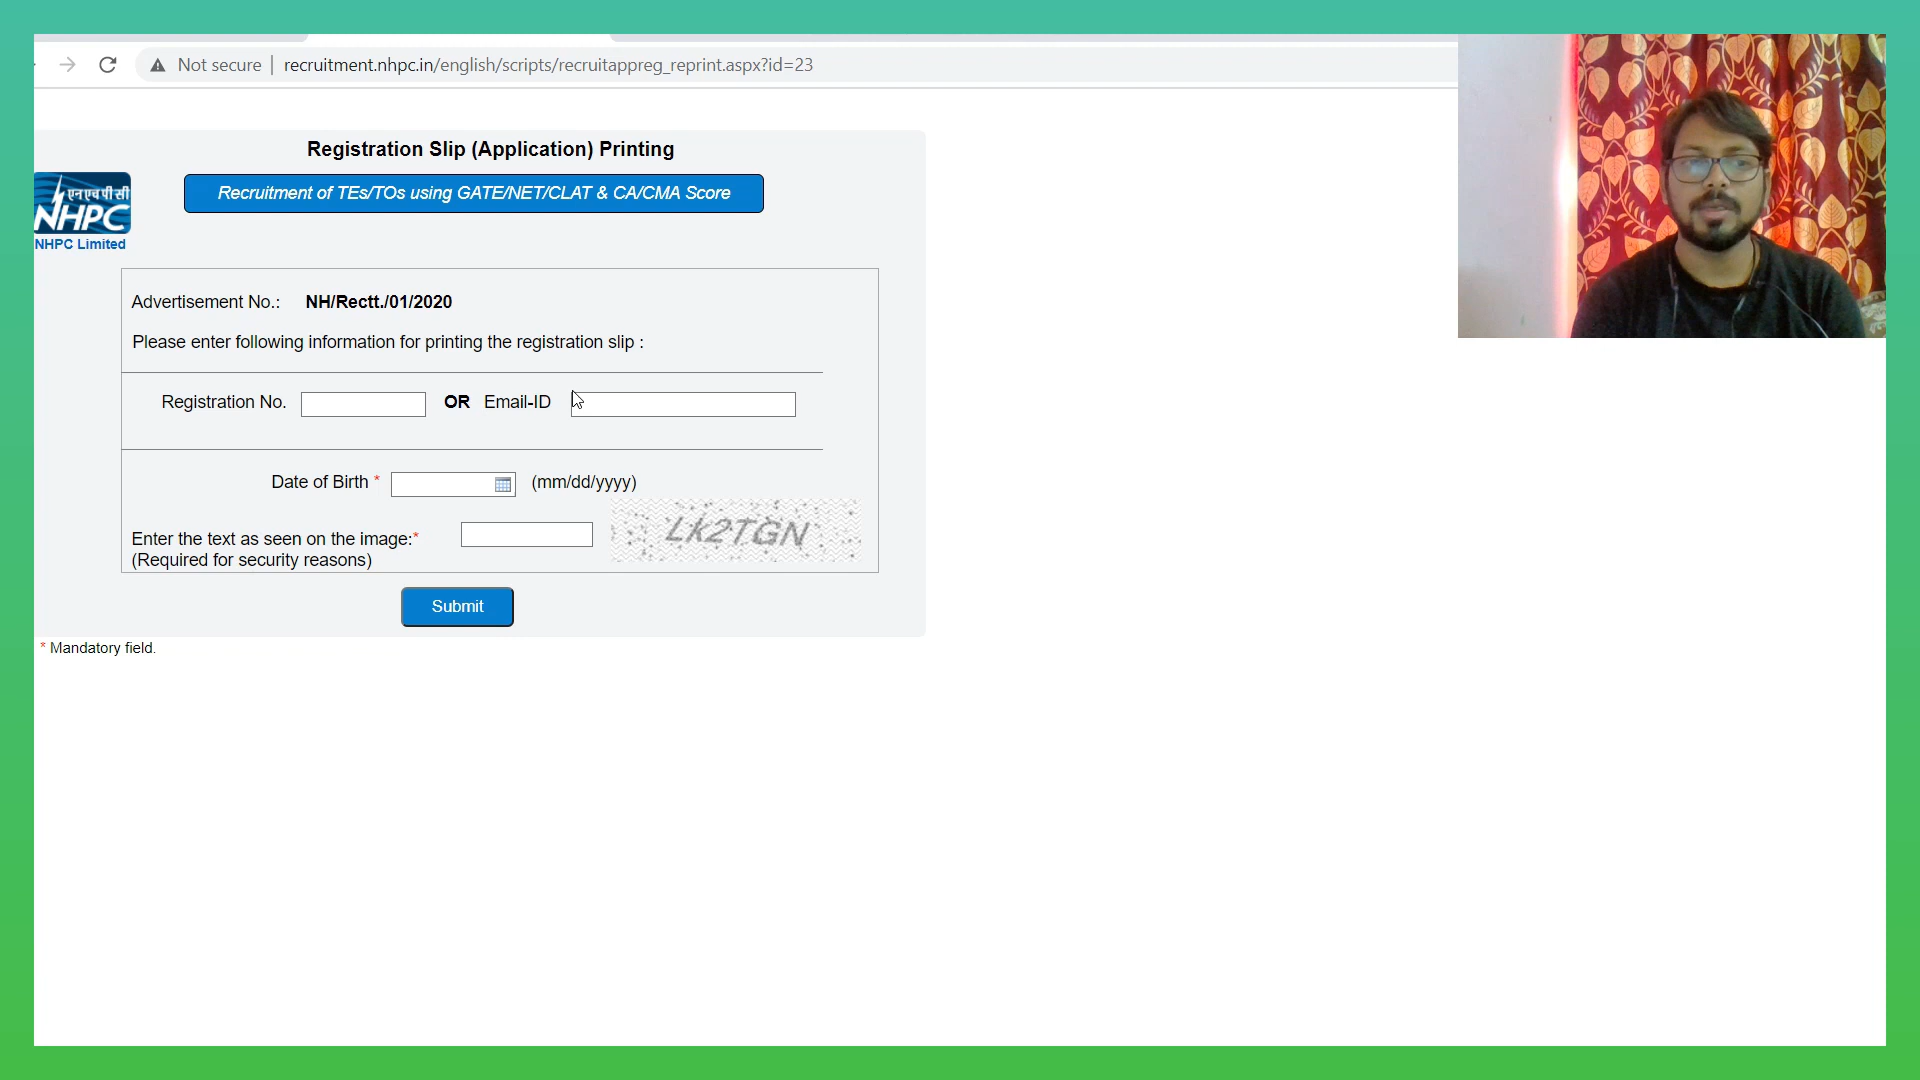 Not secure | recruitment.nhpc.in/english/scripts/recruitappreg_reprint.aspx?id=23
Registration Slip (Application) Printing
Recruitment of TEs/TOs using GATE/NET/CLAT & CA/CMA Score
एनएचपीसी
NHPC
NHPC Limited
Advertisement No.: NH/Rectt./01/2020
Please enter following information for printing the registration slip :
Registration No. OR Email-ID
Date of Birth * (mm/dd/yyyy)
Enter the text as seen on the image:* Lk2TGN
(Required for security reasons)
Submit
* Mandatory field.